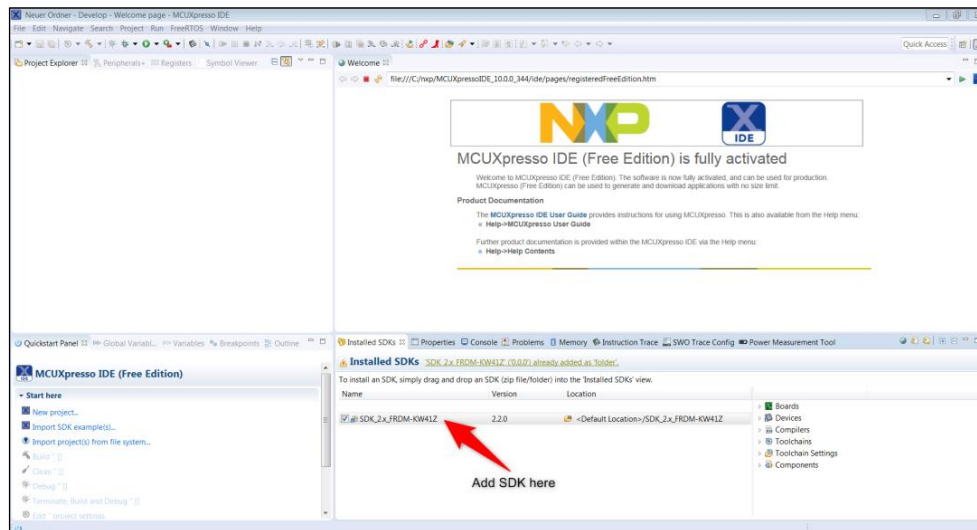 Neuer Ordner - Develop - Welcome page - MCUXpresso IDE
File Edit Navigate Search Project Run FreeRTOS Window Help
Quick Access
Project Explorer Peripherals+ Registers Symbol Viewer
Welcome
file:///C:/nxp/MCUXpressoIDE_10.0.0_344/ide/pages/registeredFreeEdition.htm
NXP
IDE
MCUXpresso IDE (Free Edition) is fully activated
Welcome to MCUXpresso IDE (Free Edition). The software is now fully activated, and can be used for production.
MCUXpresso (Free Edition) can be used to generate and download applications with no size limit.
Product Documentation
The MCUXpresso IDE User Guide provides instructions for using MCUXpresso. This is also available from the Help menu:
Help->MCUXpresso User Guide
Further product documentation is provided within the MCUXpresso IDE via the Help menu:
Help->Help Contents
Quickstart Panel Global Variabl... Variables Breakpoints Outline
MCUXpresso IDE (Free Edition)
Start here
New project...
Import SDK example(s)...
Import project(s) from file system...
Build '' []
Clean '' []
Debug '' []
Terminate, Build and Debug '' []
Edit '' project settings
Installed SDKs Properties Console Problems Memory Instruction Trace SWO Trace Config Power Measurement Tool
Installed SDKs 'SDK_2.x_FRDM-KW41Z' ('0.0.0') already added as 'folder'.
To install an SDK, simply drag and drop an SDK (zip file/folder) into the 'Installed SDKs' view.
Name Version Location
SDK_2.x_FRDM-KW41Z 2.2.0 <Default Location>/SDK_2.x_FRDM-KW41Z
Boards
Devices
Compilers
Toolchains
Toolchain Settings
Components
Add SDK here